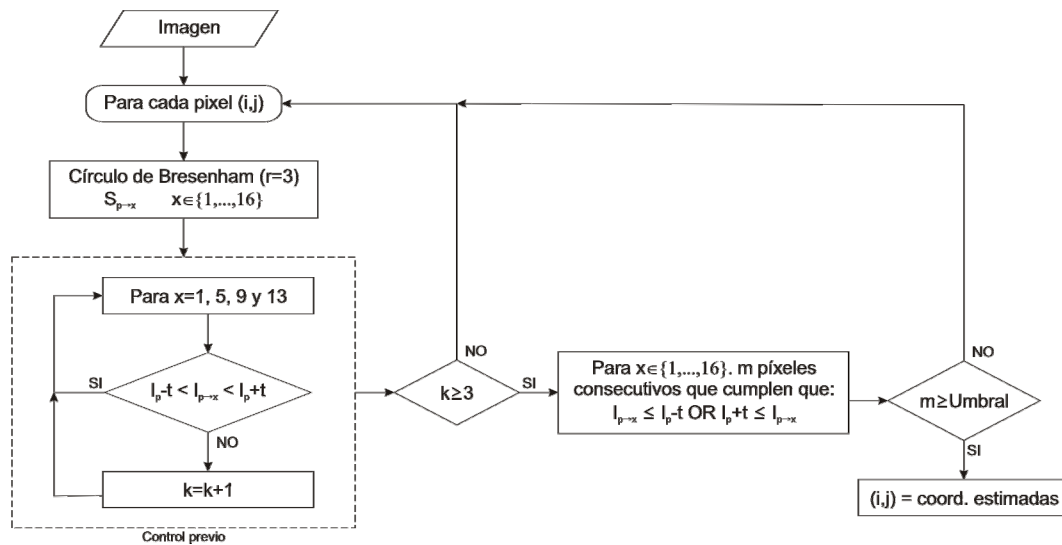 Imagen
Para cada pixel (i,j)
Círculo de Bresenham (r=3)
Sₚ→ₓ x∈{1,...,16}
Para x=1, 5, 9 y 13
SI
Iₚ-t < Iₚ→ₓ < Iₚ+t
NO
k=k+1
Control previo
NO
k≥3
SI
Para x∈{1,...,16}. m píxeles
consecutivos que cumplen que:
Iₚ→ₓ ≤ Iₚ-t OR Iₚ+t ≤ Iₚ→ₓ
NO
m≥Umbral
SI
(i,j) = coord. estimadas